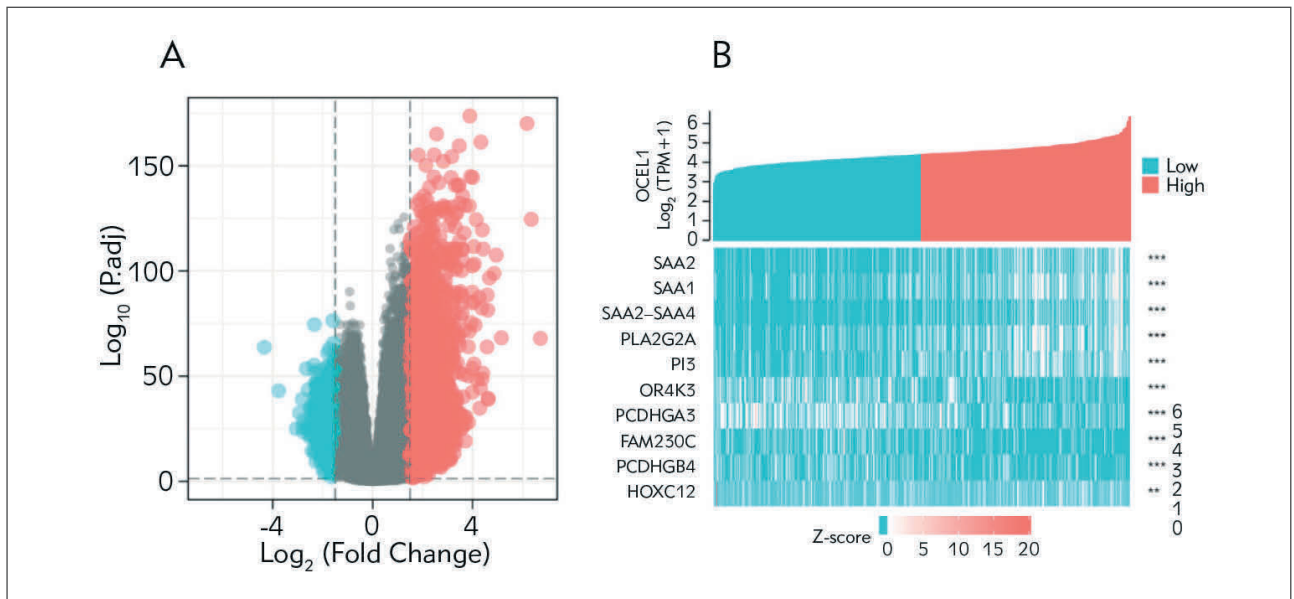 A
Log₁₀ (P.adj)
150
100
50
0
-4 0 4
Log₂ (Fold Change)
B
OCEL1
Log₂ (TPM+1)
6
5
4
3
2
1
0
Low
High
SAA2 ***
SAA1 ***
SAA2–SAA4 ***
PLA2G2A ***
PI3 ***
OR4K3 ***
PCDHGA3 ***
FAM230C ***
PCDHGB4 ***
HOXC12 **
6
5
4
3
2
1
0
Z-score
0 5 10 15 20